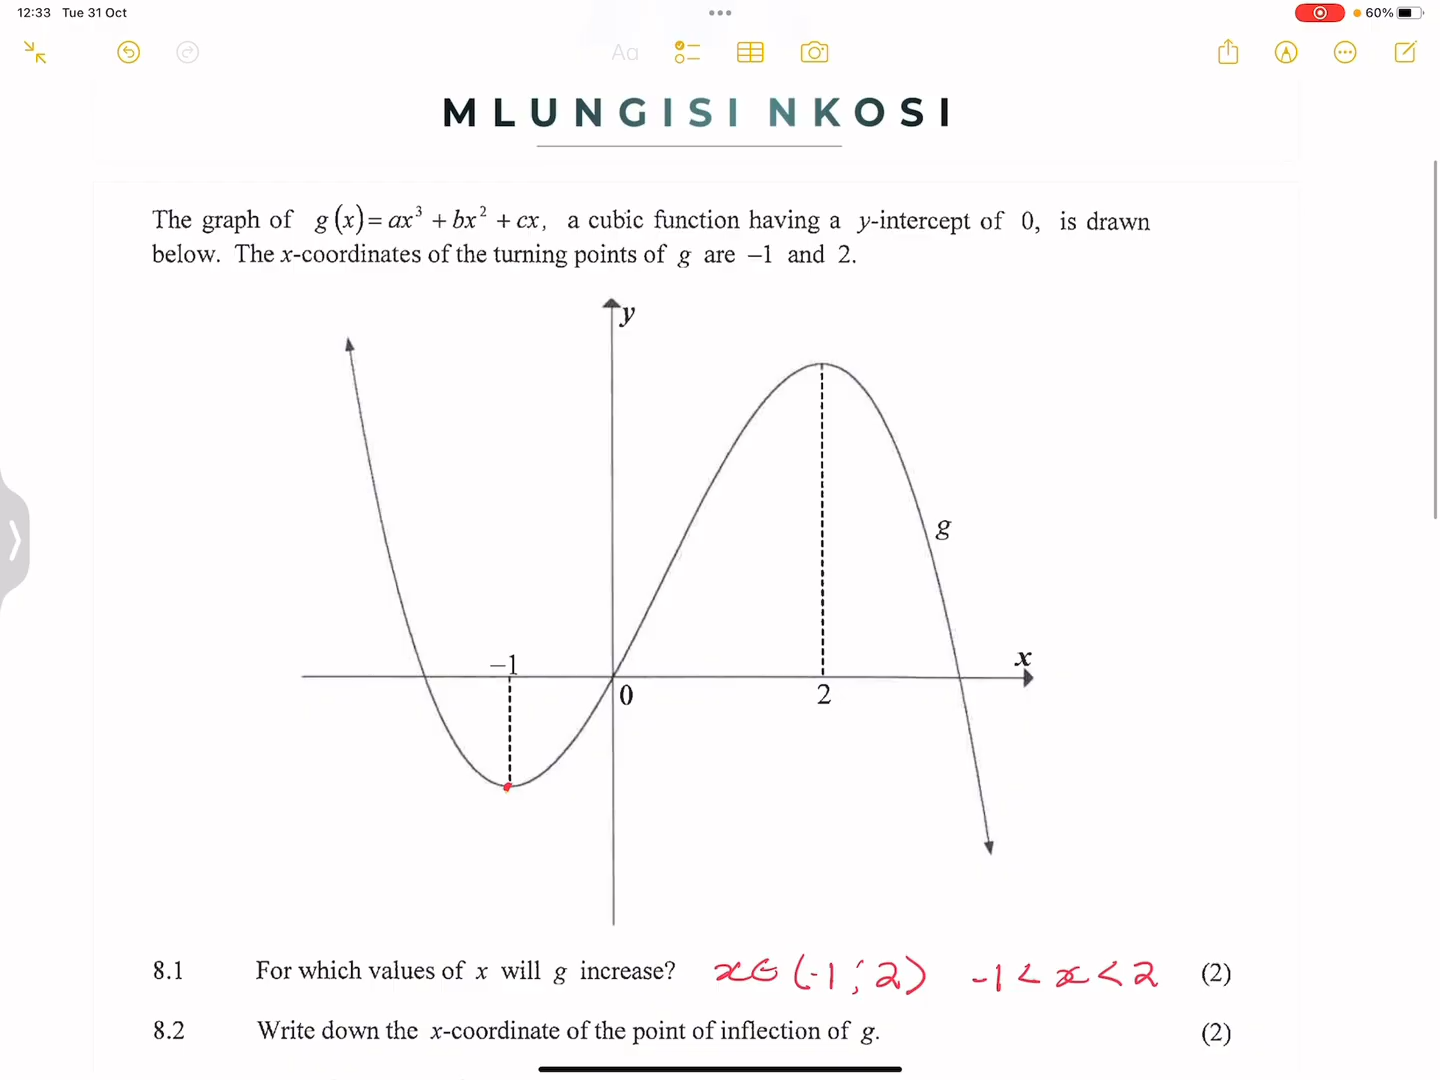 12:33 Tue 31 Oct
60%
Aa
MLUNGISI NKOSI
The graph of g(x) = ax³ + bx² + cx, a cubic function having a y-intercept of 0, is drawn
below. The x-coordinates of the turning points of g are −1 and 2.
y
g
−1
x
0
2
8.1 For which values of x will g increase? x∈(-1;2) -1<x<2 (2)
8.2 Write down the x-coordinate of the point of inflection of g. (2)